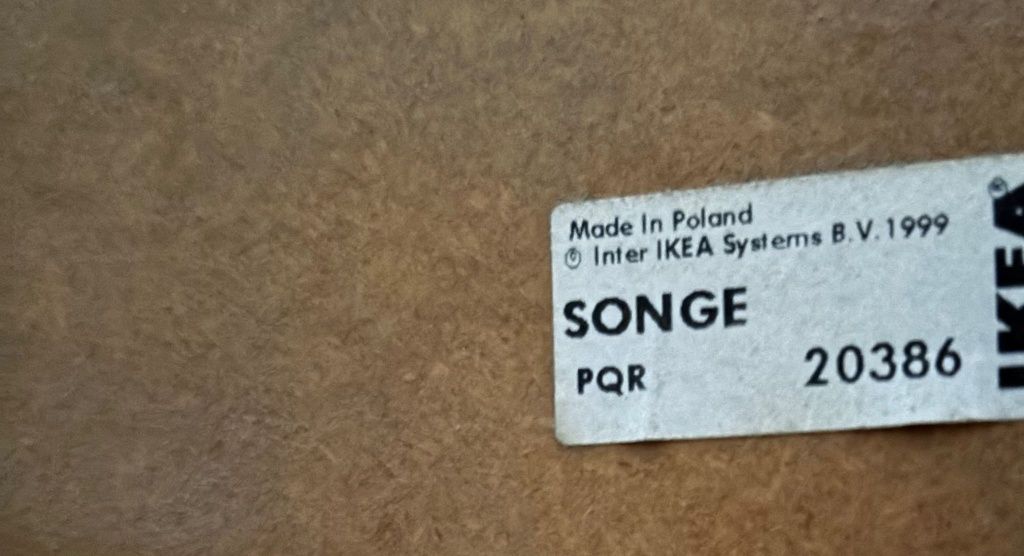 Made In Poland
© Inter IKEA Systems B.V. 1999
SONGE
PQR 20386
IKEA®